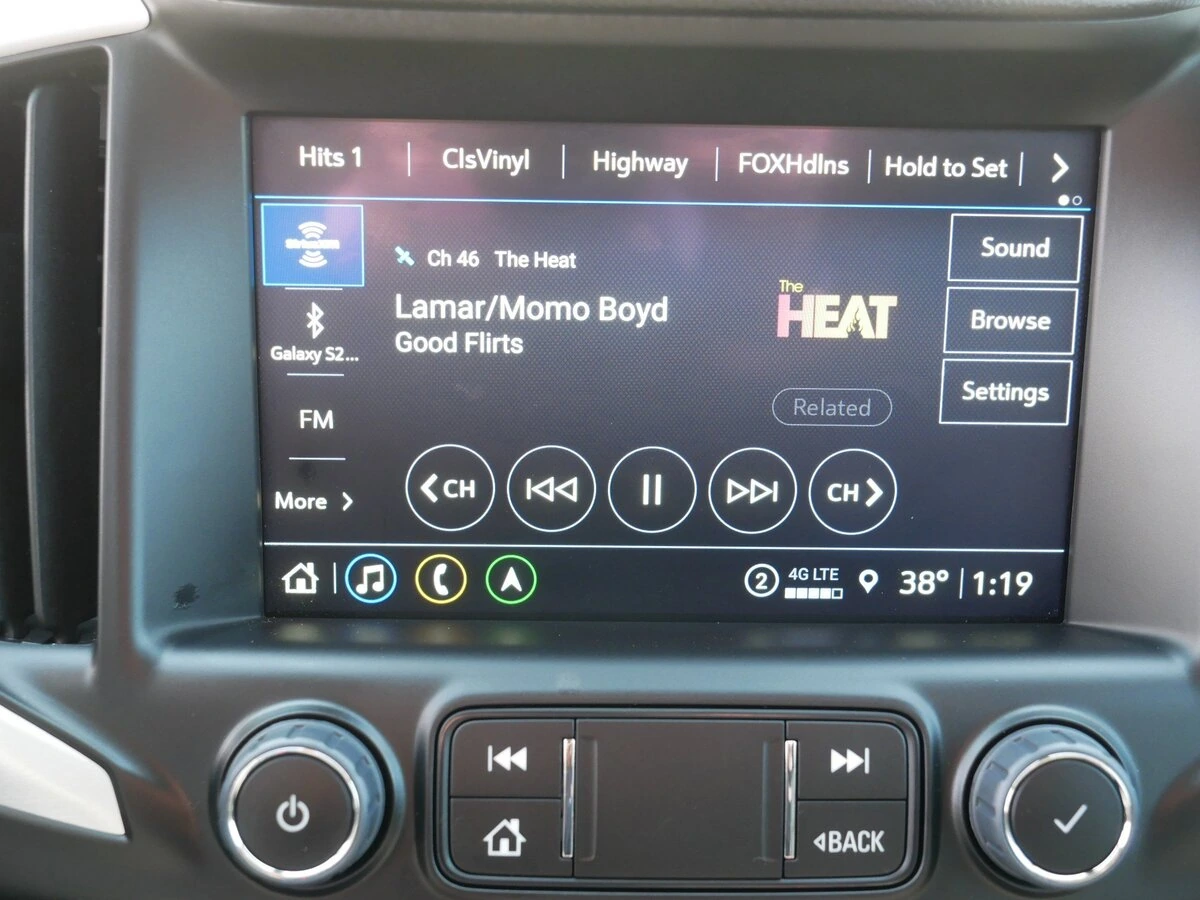 Hits 1 | ClsVinyl | Highway | FOXHdlns | Hold to Set |
SiriusXM
Ch 46 The Heat
Lamar/Momo Boyd
Good Flirts
The
HEAT
Related
Sound
Browse
Settings
Galaxy S2...
FM
More
CH
CH
2 4G LTE 38° | 1:19
BACK